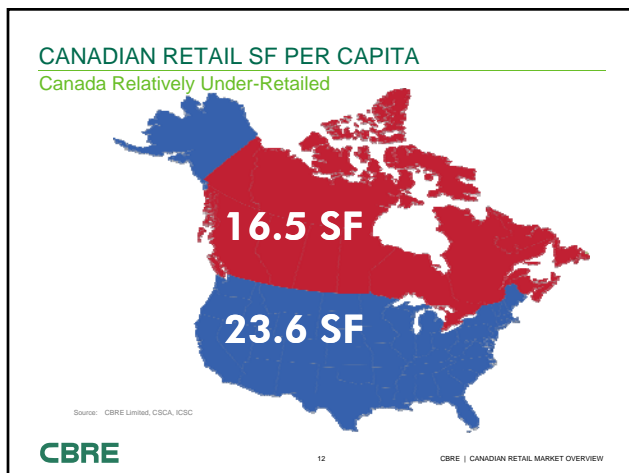 CANADIAN RETAIL SF PER CAPITA
Canada Relatively Under-Retailed
16.5 SF
23.6 SF
Source: CBRE Limited, CSCA, ICSC
CBRE
12
CBRE | CANADIAN RETAIL MARKET OVERVIEW